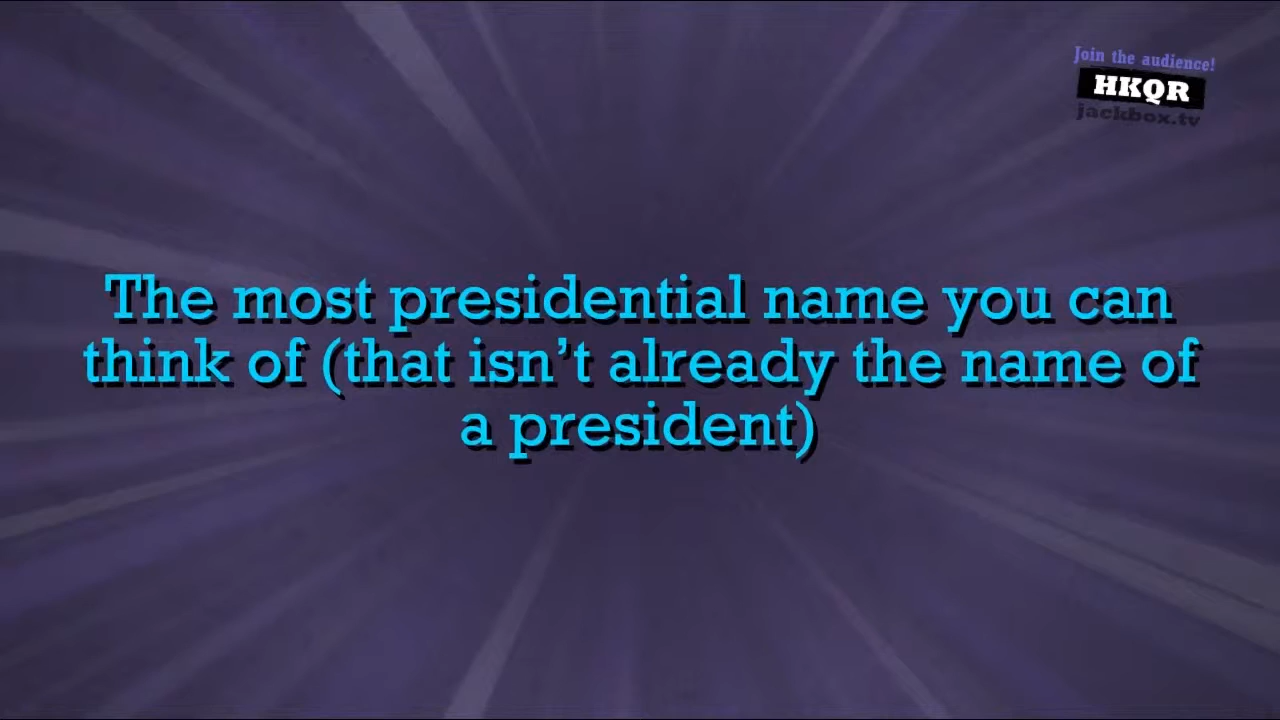 Join the audience!
HKQR
jackbox.tv
The most presidential name you can
think of (that isn’t already the name of
a president)